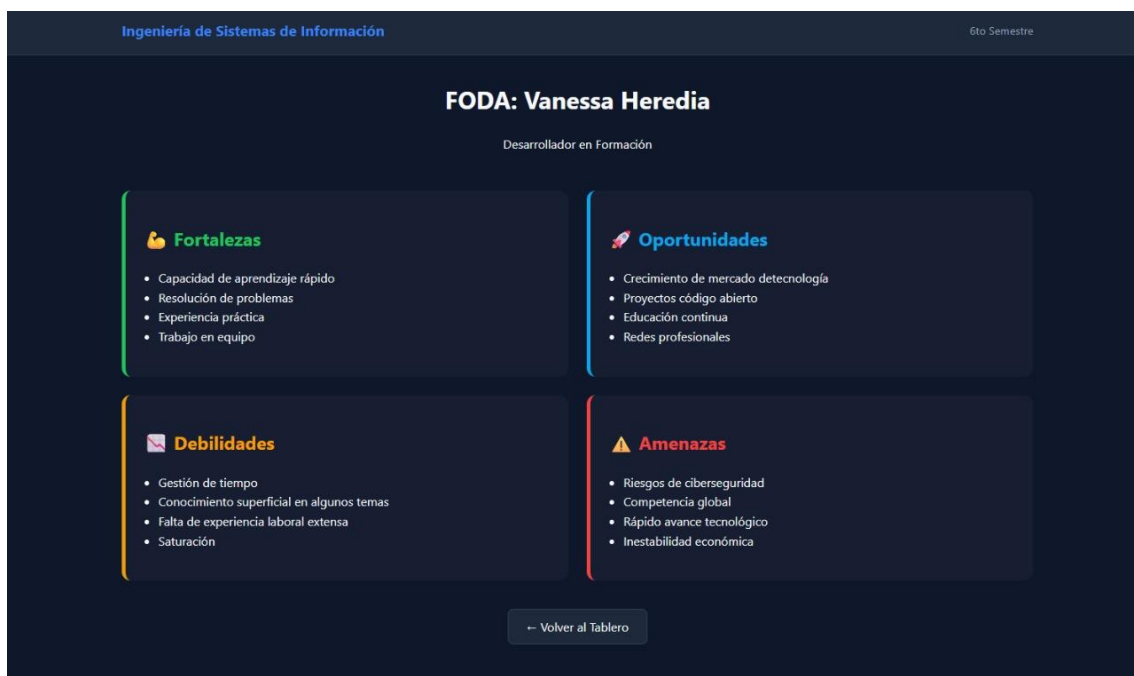 Ingeniería de Sistemas de Información
6to Semestre
FODA: Vanessa Heredia
Desarrollador en Formación
💪 Fortalezas
• Capacidad de aprendizaje rápido
• Resolución de problemas
• Experiencia práctica
• Trabajo en equipo
🚀 Oportunidades
• Crecimiento de mercado detecnología
• Proyectos código abierto
• Educación continua
• Redes profesionales
📉 Debilidades
• Gestión de tiempo
• Conocimiento superficial en algunos temas
• Falta de experiencia laboral extensa
• Saturación
⚠️ Amenazas
• Riesgos de ciberseguridad
• Competencia global
• Rápido avance tecnológico
• Inestabilidad económica
← Volver al Tablero